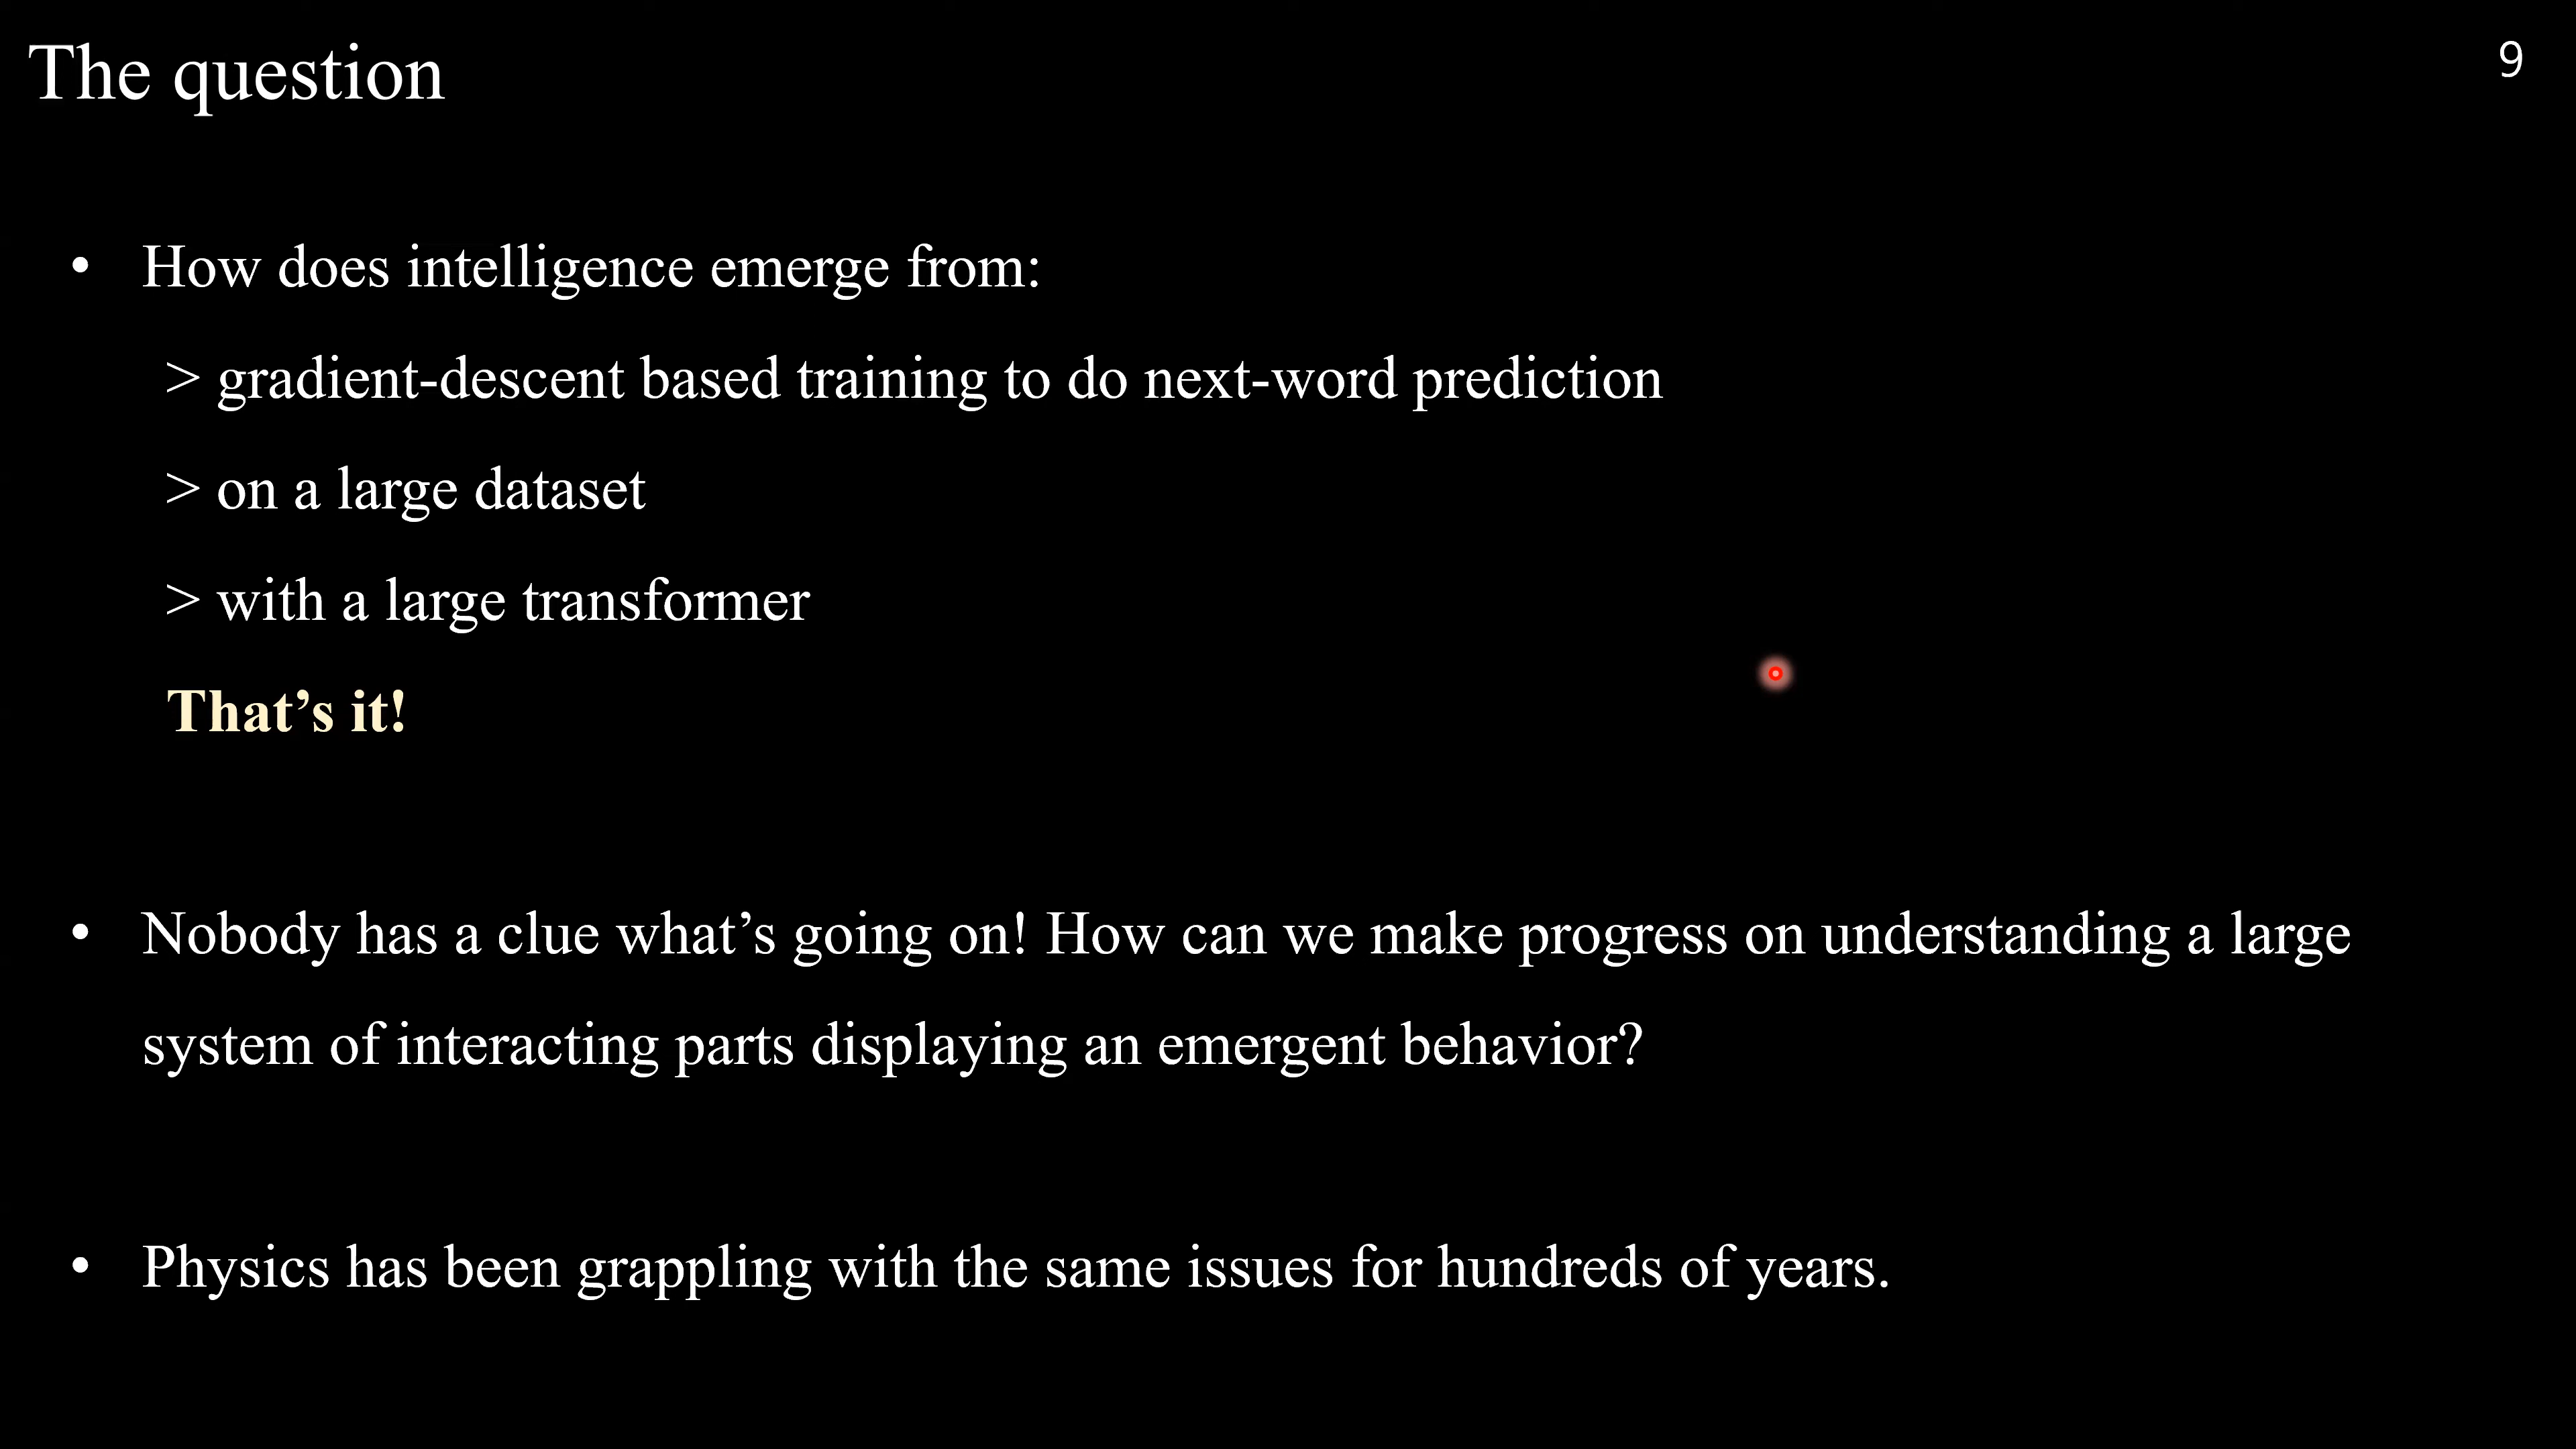 The question
9
• How does intelligence emerge from:
> gradient-descent based training to do next-word prediction
> on a large dataset
> with a large transformer
That’s it!
• Nobody has a clue what’s going on! How can we make progress on understanding a large
system of interacting parts displaying an emergent behavior?
• Physics has been grappling with the same issues for hundreds of years.